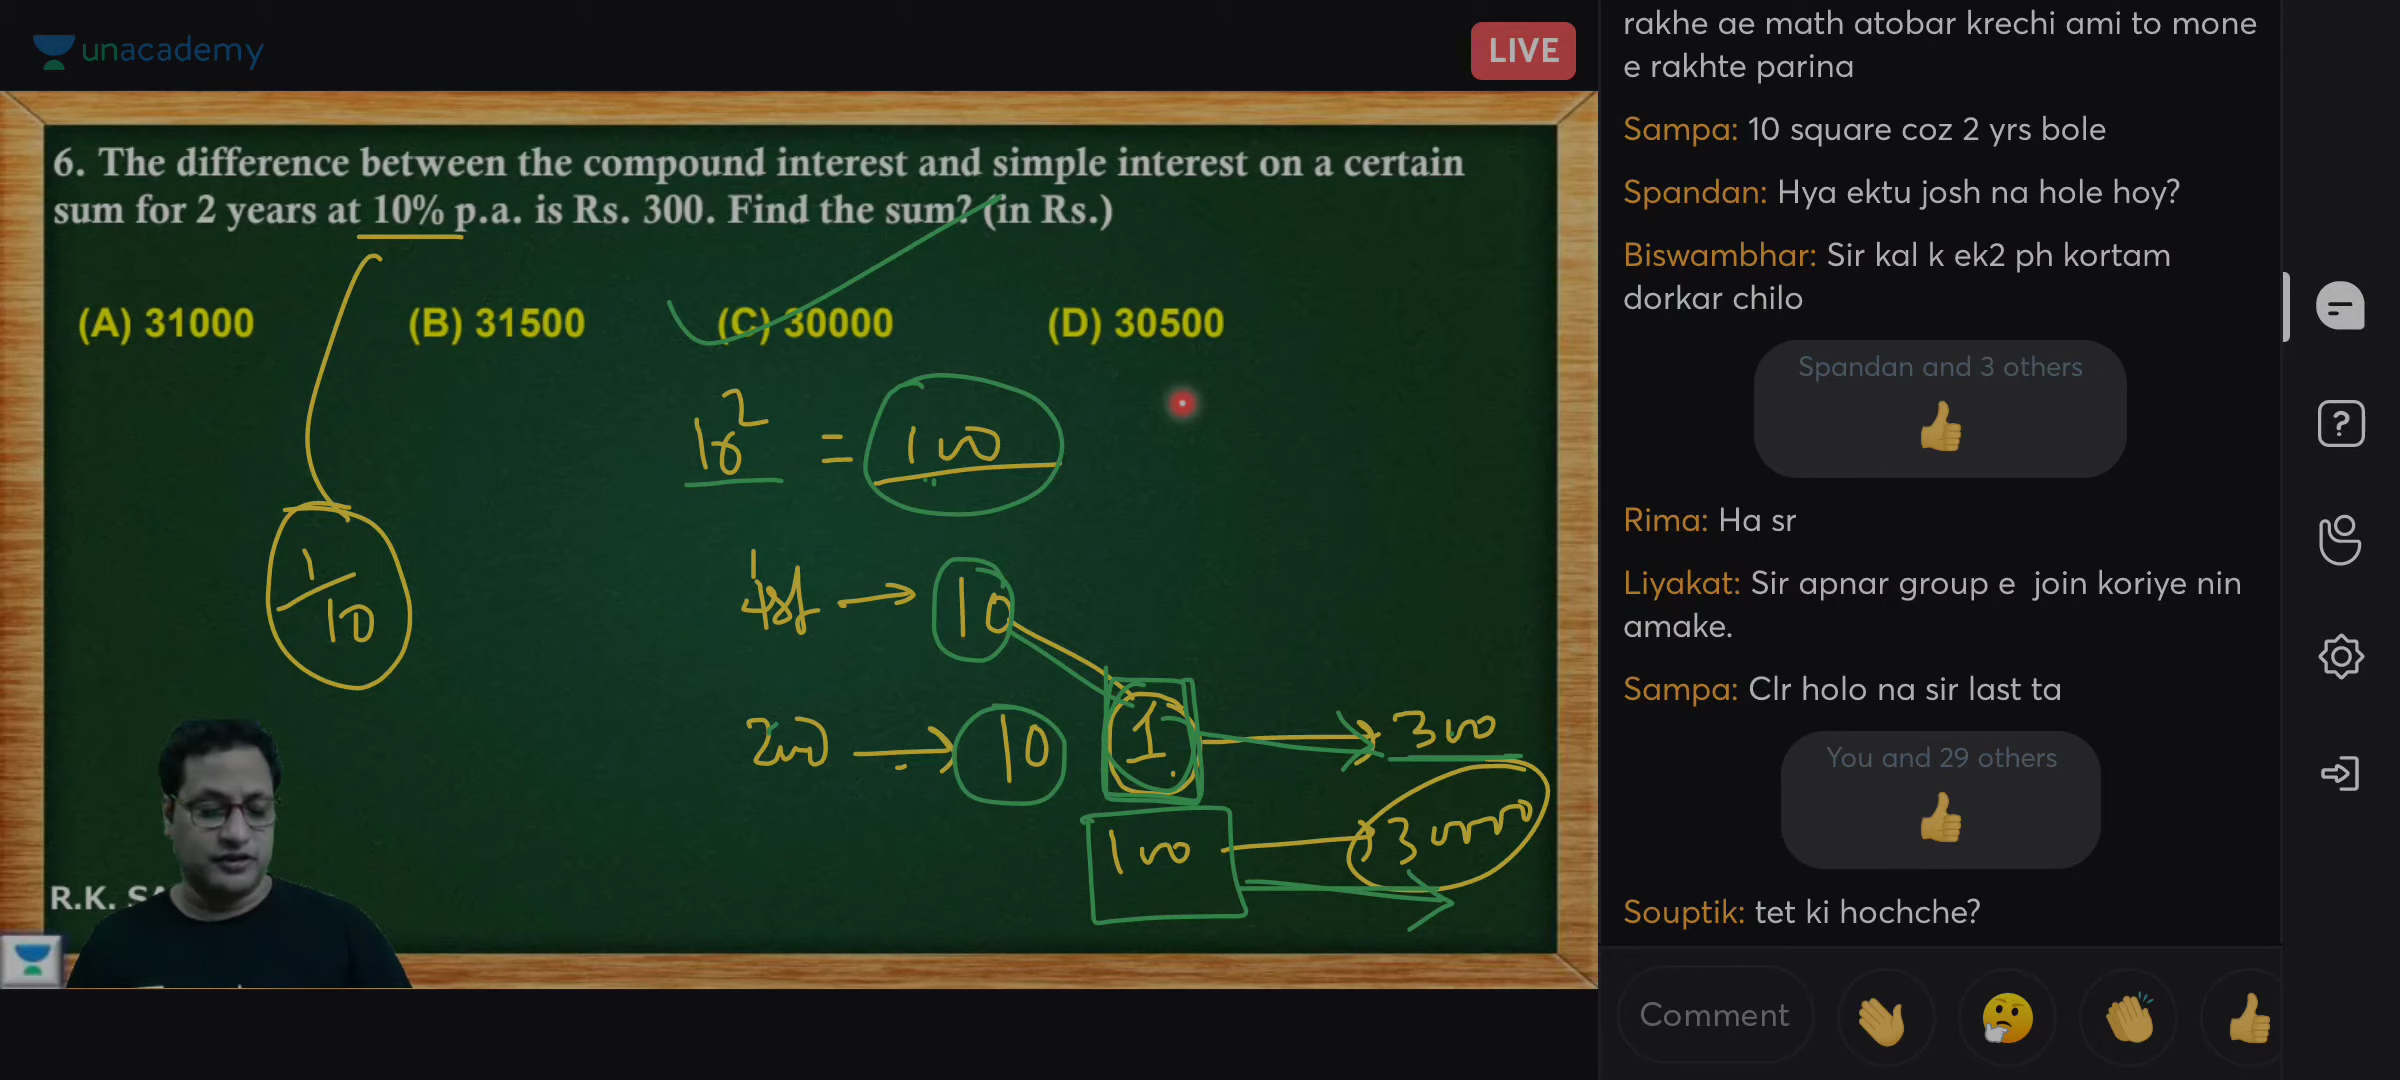 unacademy
LIVE
6. The difference between the compound interest and simple interest on a certain
sum for 2 years at 10% p.a. is Rs. 300. Find the sum? (in Rs.)
(A) 31000 (B) 31500 (C) 30000 (D) 30500
10² = 100
1/10
1st → 10
2nd → 10 1 → 300
100 → 30000
R.K.
rakhe ae math atobar krechi ami to mone
e rakhte parina
Sampa: 10 square coz 2 yrs bole
Spandan: Hya ektu josh na hole hoy?
Biswambhar: Sir kal k ek2 ph kortam
dorkar chilo
Spandan and 3 others
Rima: Ha sr
Liyakat: Sir apnar group e join koriye nin
amake.
Sampa: Clr holo na sir last ta
You and 29 others
Souptik: tet ki hochche?
Comment